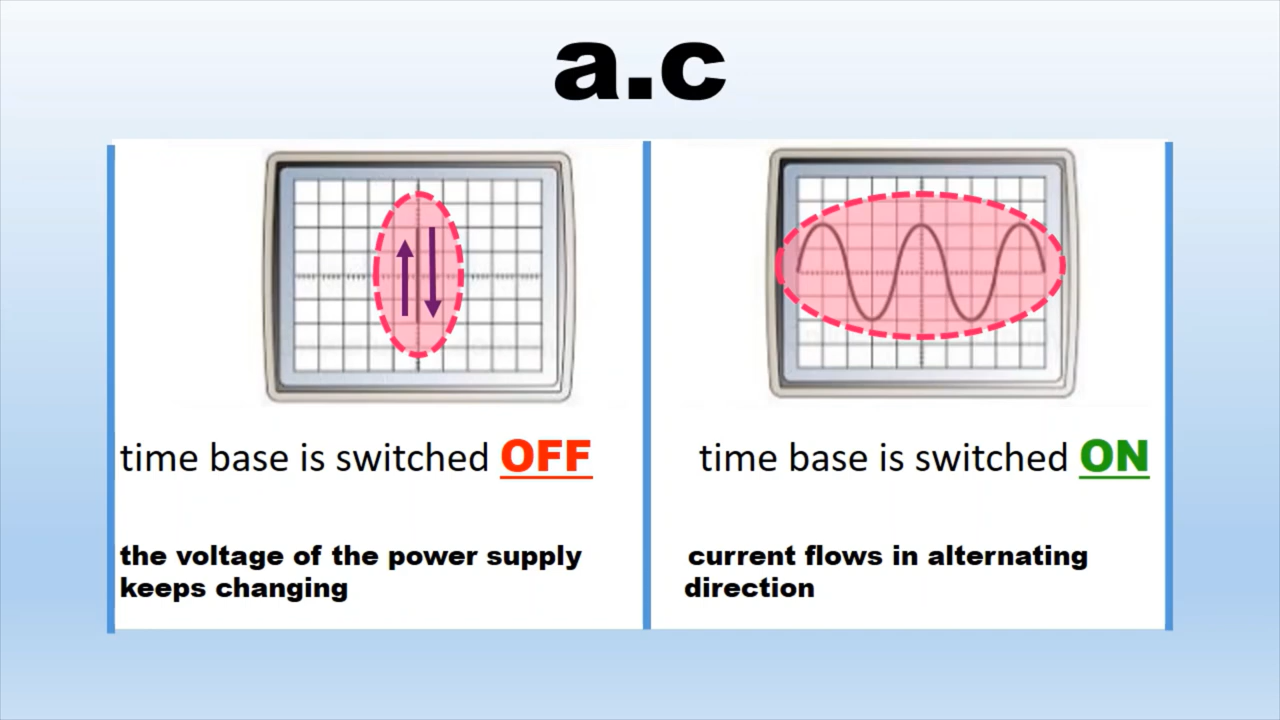 a.c
time base is switched OFF
the voltage of the power supply
keeps changing
time base is switched ON
current flows in alternating
direction